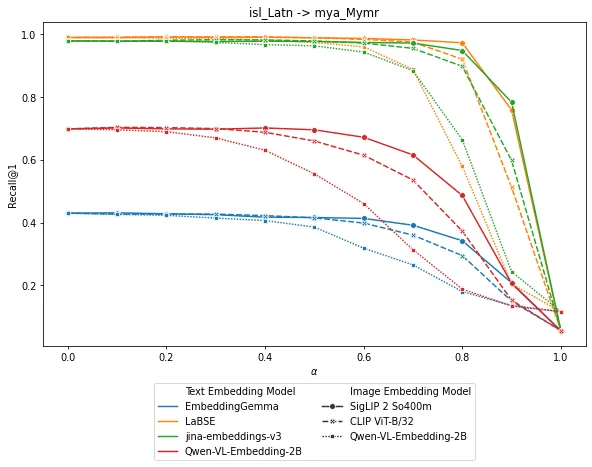 isl_Latn -> mya_Mymr
Recall@1
1.0
0.8
0.6
0.4
0.2
0.0 0.2 0.4 0.6 0.8 1.0
α
Text Embedding Model Image Embedding Model
EmbeddingGemma SigLIP 2 So400m
LaBSE CLIP ViT-B/32
jina-embeddings-v3 Qwen-VL-Embedding-2B
Qwen-VL-Embedding-2B